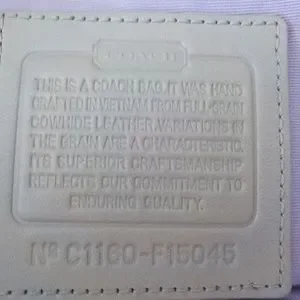 COACH
THIS IS A COACH BAG. IT WAS HAND
CRAFTED IN VIETNAM FROM FULL-GRAIN
COWHIDE LEATHER. VARIATIONS IN
THE GRAIN ARE A CHARACTERISTIC.
ITS SUPERIOR CRAFTSMANSHIP
REFLECTS OUR COMMITMENT TO
ENDURING QUALITY.
Nº C1160-F15045